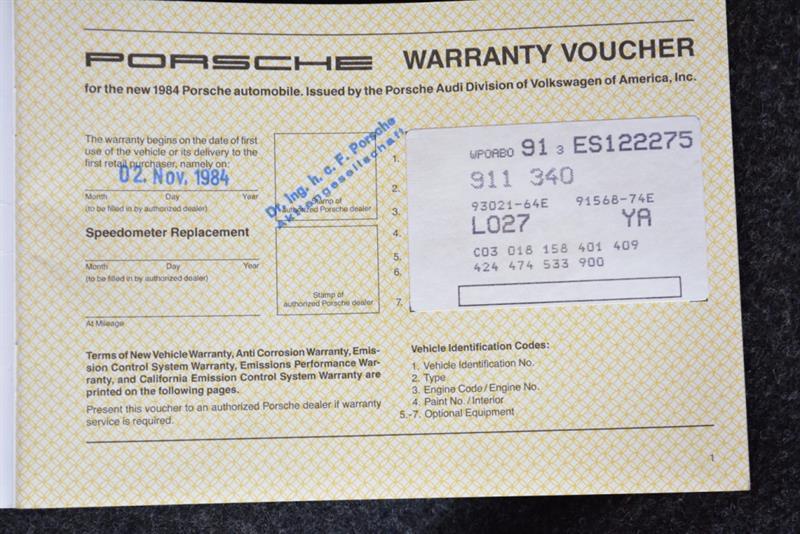 PORSCHE WARRANTY VOUCHER
for the new 1984 Porsche automobile. Issued by the Porsche Audi Division of Volkswagen of America, Inc.
The warranty begins on the date of first
use of the vehicle or its delivery to the
first retail purchaser, namely on:
02. Nov. 1984
Month Day Year
(to be filled in by authorized dealer)
Speedometer Replacement
Month Day Year
(to be filled in by authorized dealer)
At Mileage
Dr. Ing. h. c. F. Porsche
Aktiengesellschaft
Stamp of
authorized Porsche dealer
Stamp of
authorized Porsche dealer
1. WPOABO 91 3 ES122275
2. 911 340
3. 93021-64E 91568-74E
4. L027 YA
5. C03 018 158 401 409
6. 424 474 533 900
7.
Terms of New Vehicle Warranty, Anti Corrosion Warranty, Emis-
sion Control System Warranty, Emissions Performance War-
ranty, and California Emission Control System Warranty are
printed on the following pages.
Present this voucher to an authorized Porsche dealer if warranty
service is required.
Vehicle Identification Codes:
1. Vehicle Identification No.
2. Type
3. Engine Code/Engine No.
4. Paint No./Interior
5.-7. Optional Equipment
1